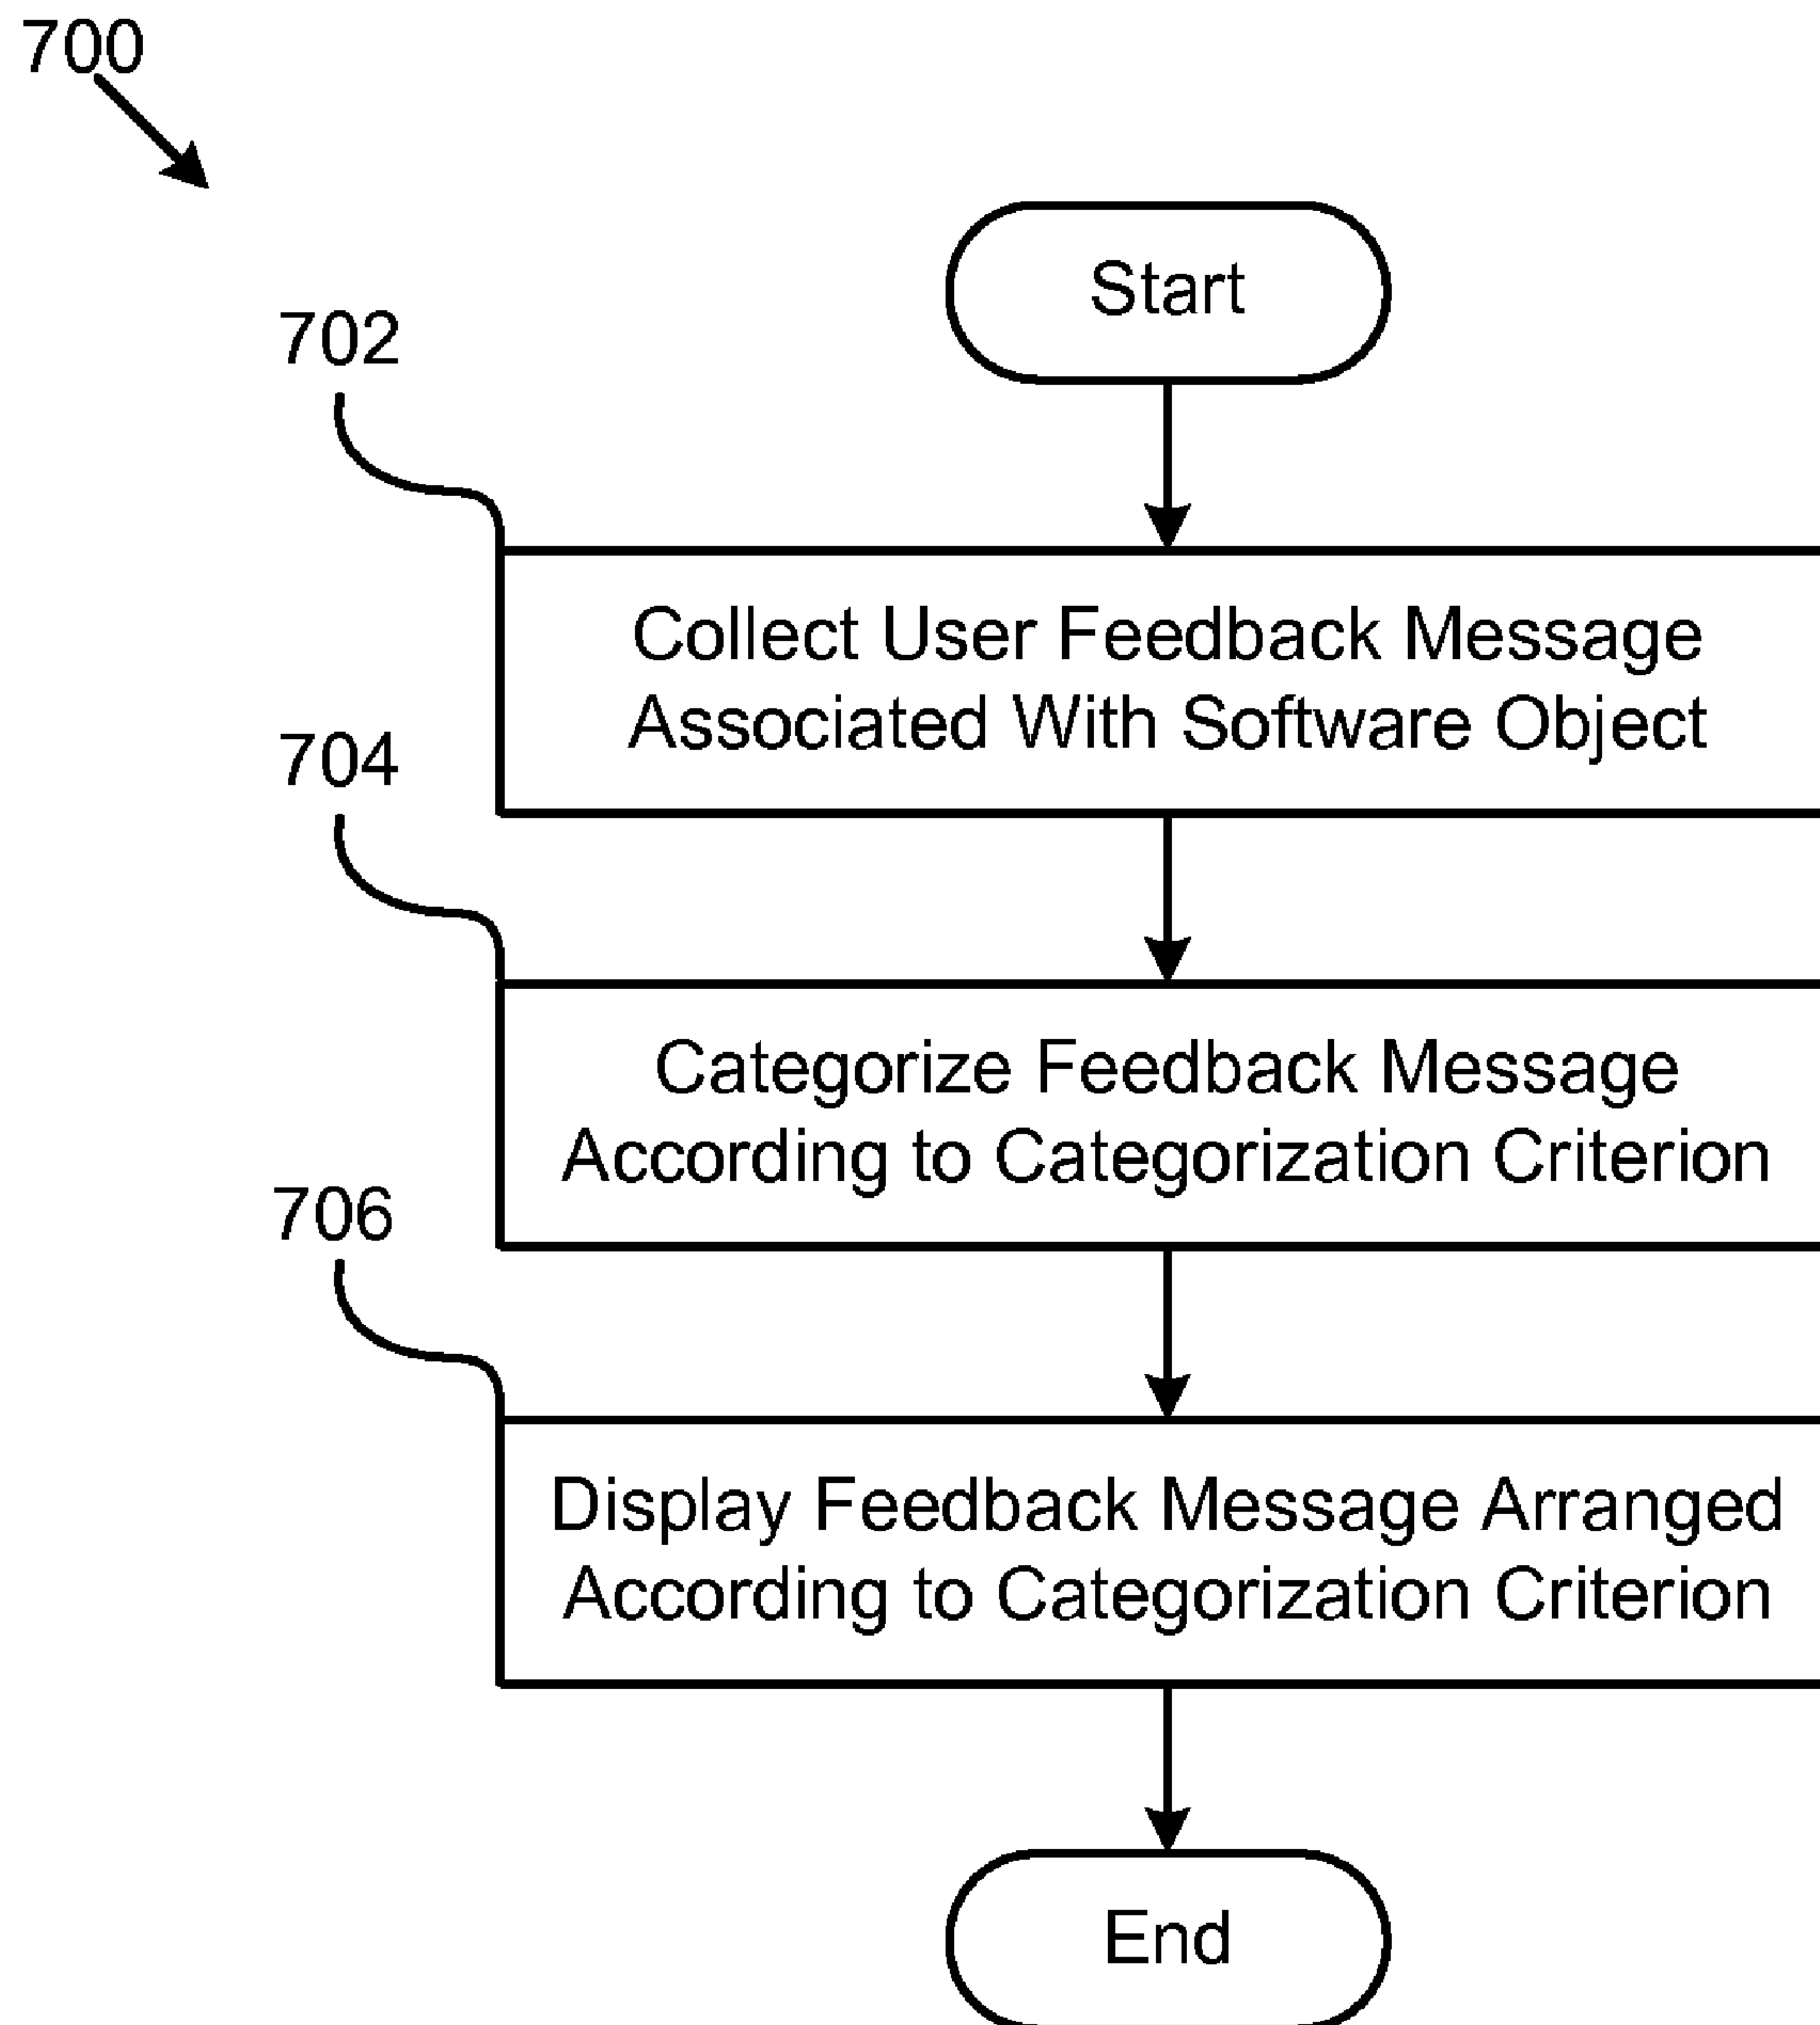 700
Start
702
Collect User Feedback Message
Associated With Software Object
704
Categorize Feedback Message
According to Categorization Criterion
706
Display Feedback Message Arranged
According to Categorization Criterion
End